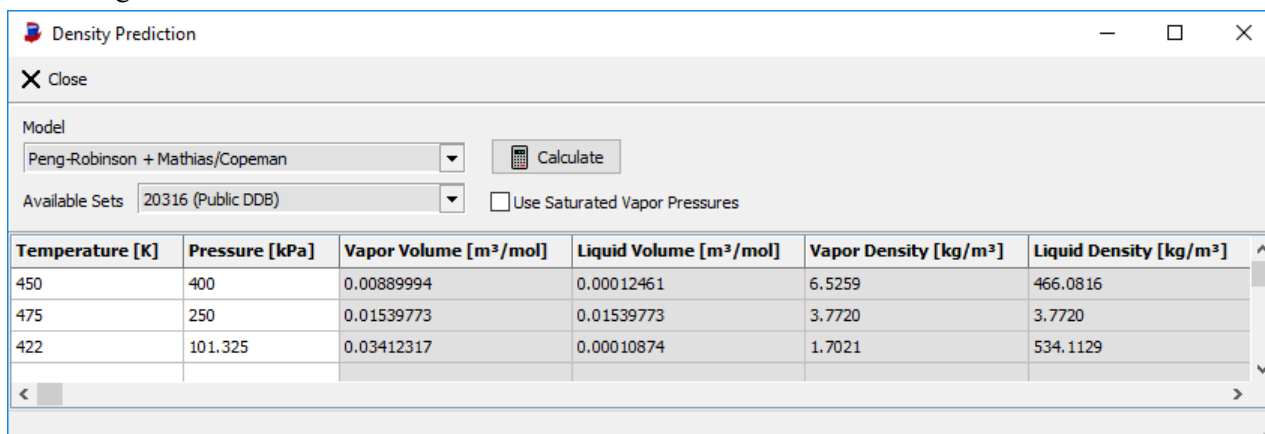 Density Prediction
Close
Model
Peng-Robinson + Mathias/Copeman
Calculate
Available Sets 20316 (Public DDB) Use Saturated Vapor Pressures
Temperature [K] Pressure [kPa] Vapor Volume [m³/mol] Liquid Volume [m³/mol] Vapor Density [kg/m³] Liquid Density [kg/m³]
450 400 0.00889994 0.00012461 6.5259 466.0816
475 250 0.01539773 0.01539773 3.7720 3.7720
422 101.325 0.03412317 0.00010874 1.7021 534.1129